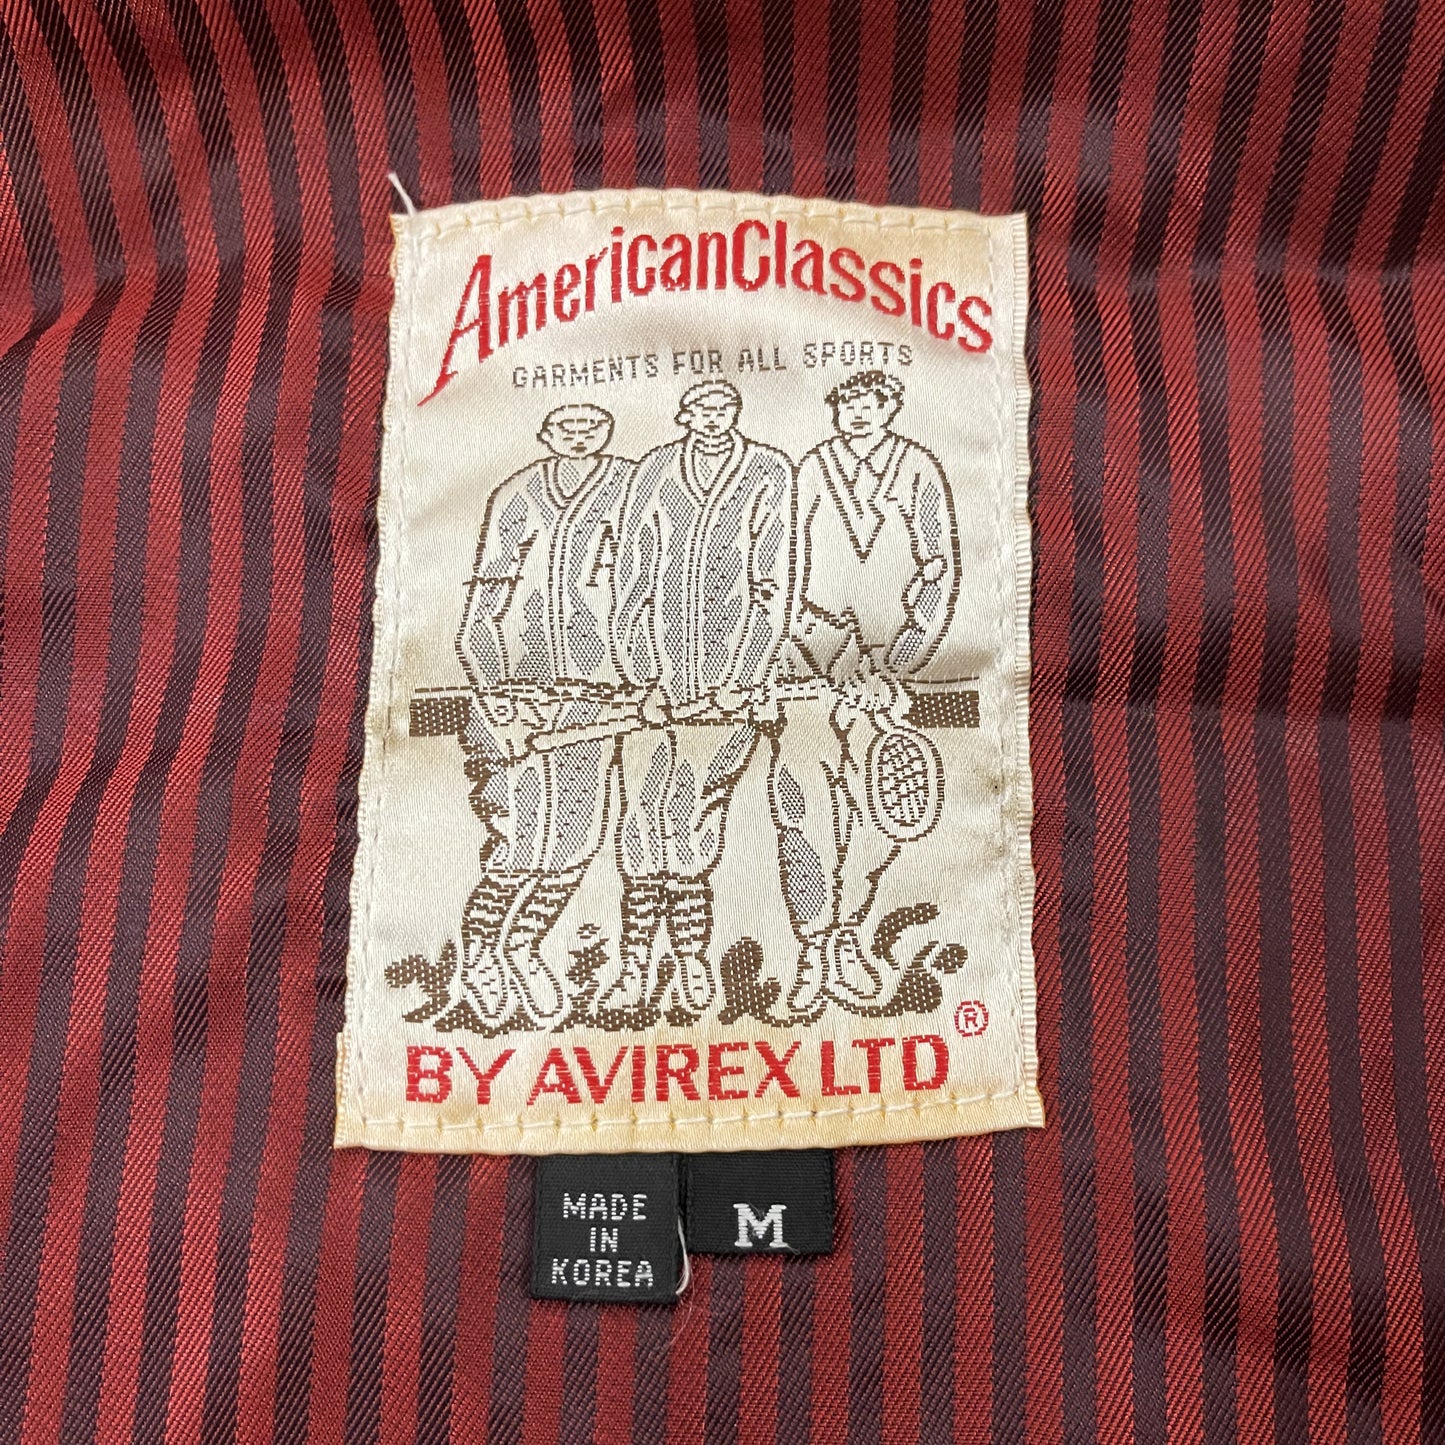 AmericanClassics
GARMENTS FOR ALL SPORTS
A
BY AVIREX LTD®
MADE
IN
KOREA
M